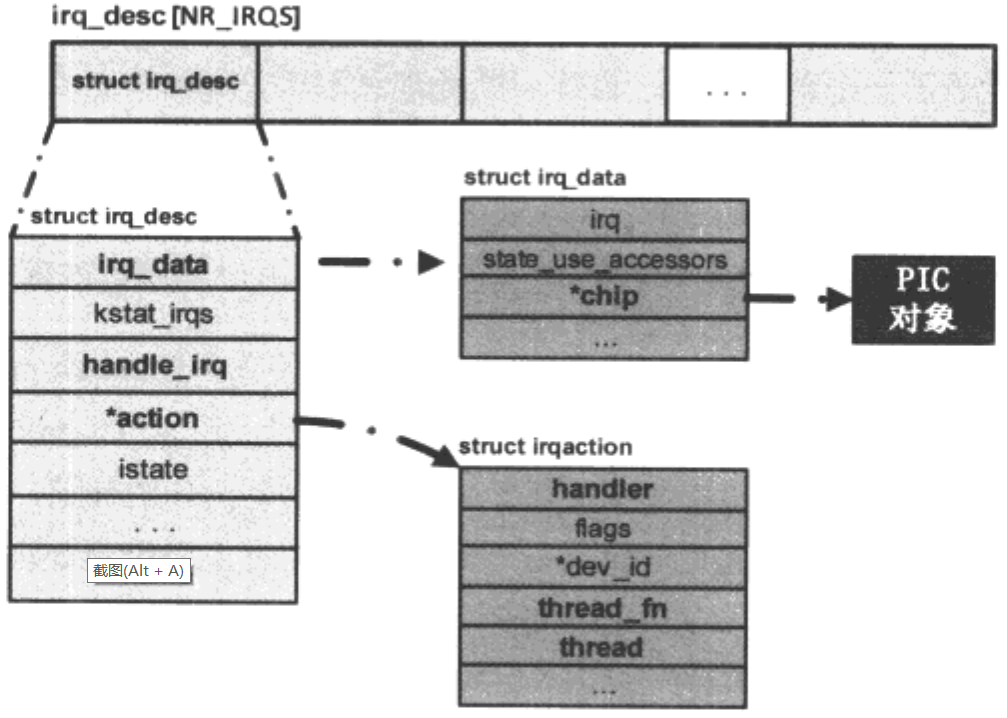 irq_desc[NR_IRQS]
struct irq_desc
. . .
struct irq_data
struct irq_desc
irq
irq_data
state_use_accessors
*chip
PIC
对象
kstat_irqs
...
handle_irq
*action
struct irqaction
istate
handler
flags
. . .
*dev_id
截图(Alt + A)
thread_fn
thread
...